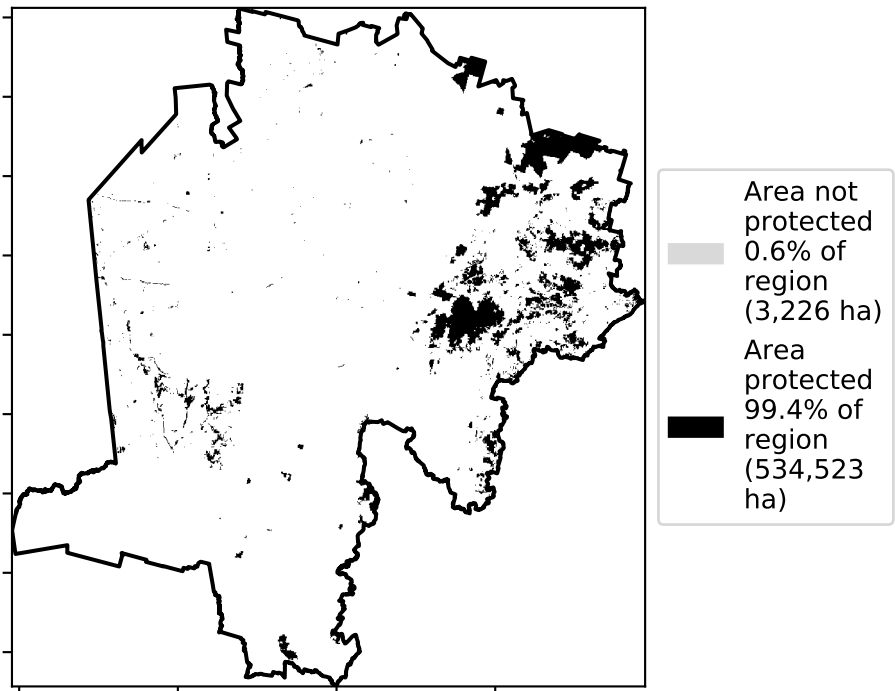 Area not
protected
0.6% of
region
(3,226 ha)
Area
protected
99.4% of
region
(534,523
ha)